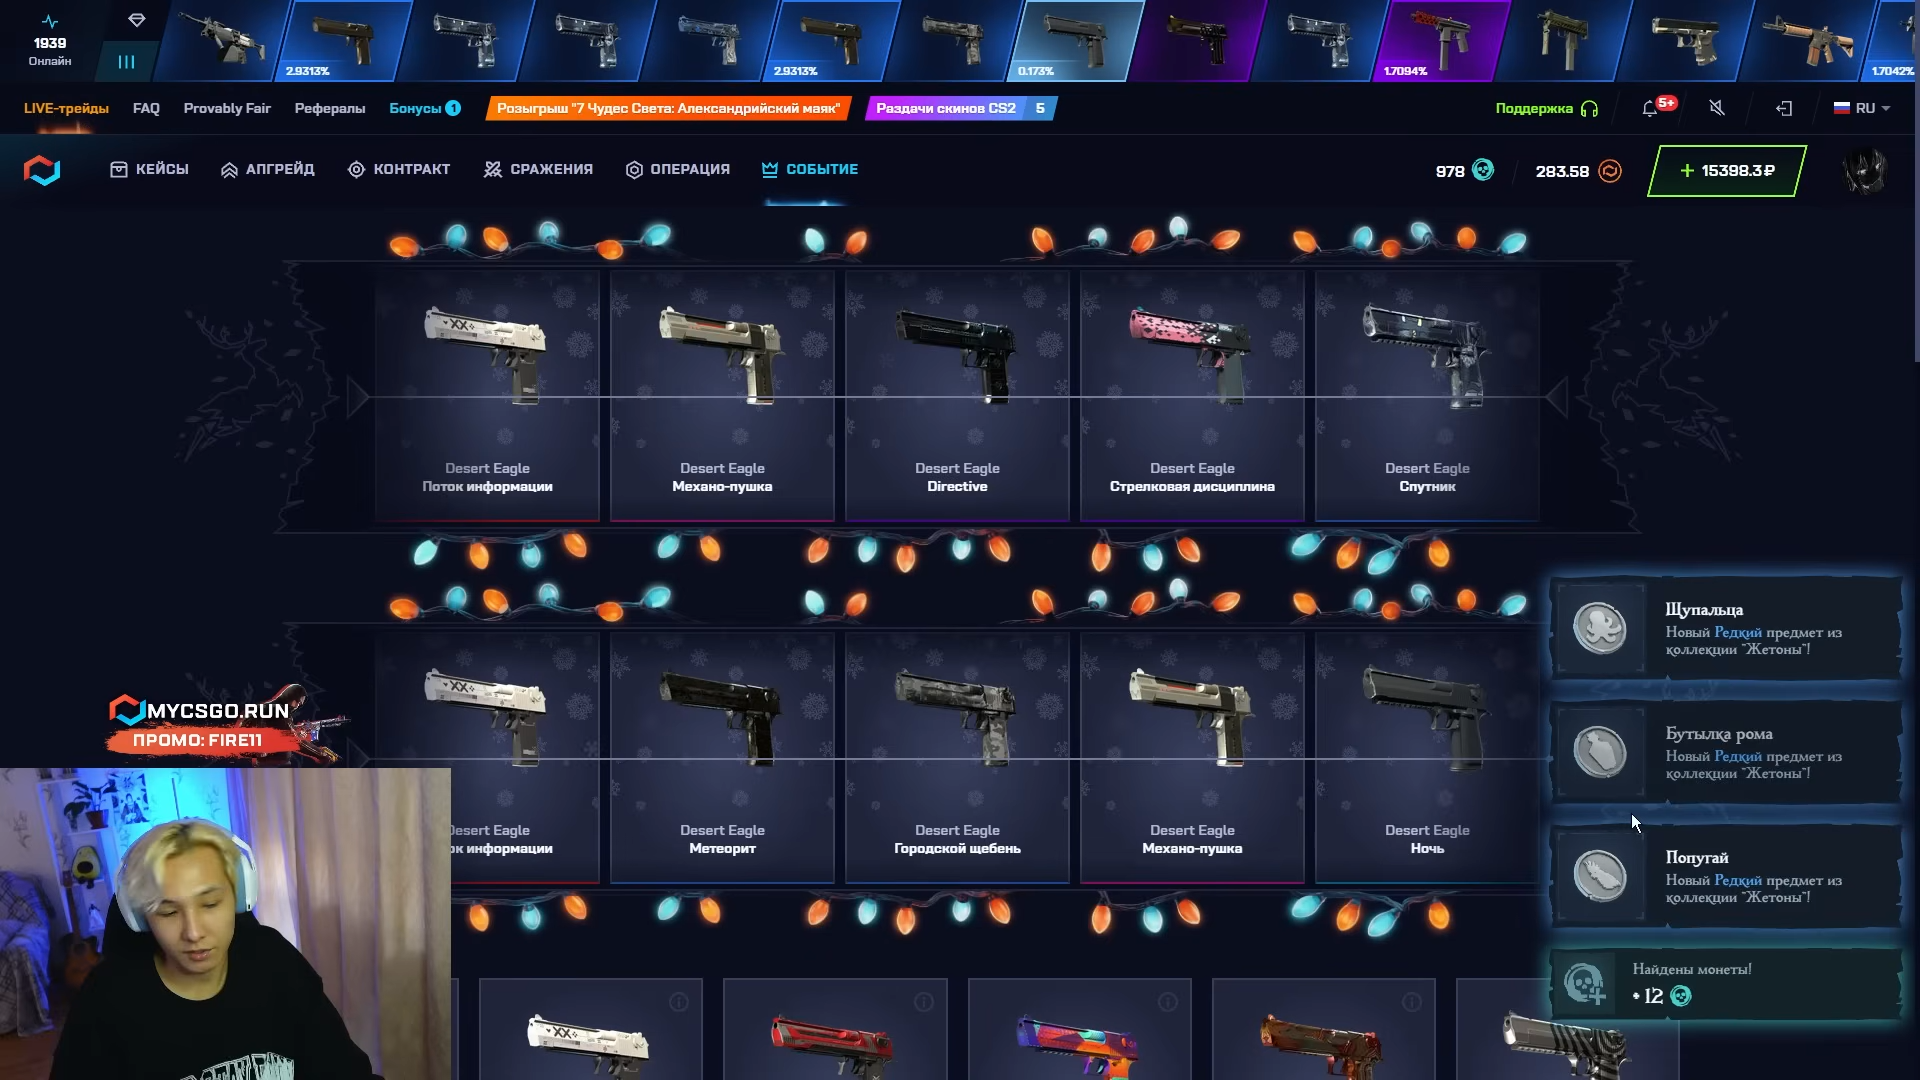 1939
Онлайн
2.9313%
2.9313%
0.173%
1.7094%
1.7042%
LIVE-трейды
FAQ
Provably Fair
Рефералы
Бонусы 1
Розыгрыш "7 Чудес Света: Александрийский маяк"
Раздачи скинов CS2 5
Поддержка
5+
RU
КЕЙСЫ
АПГРЕЙД
КОНТРАКТ
СРАЖЕНИЯ
ОПЕРАЦИЯ
СОБЫТИЕ
978
283.58
+ 15398.3 ₽
Desert Eagle
Поток информации
Desert Eagle
Механо-пушка
Desert Eagle
Directive
Desert Eagle
Стрелковая дисциплина
Desert Eagle
Спутник
Щупальца
Новый Редкий предмет из
коллекции "Жетоны"!
MYCSGO.RUN
ПРОМО: FIRE11
Бутылка рома
Новый Редкий предмет из
коллекции "Жетоны"!
Desert Eagle
ок информации
Desert Eagle
Метеорит
Desert Eagle
Городской щебень
Desert Eagle
Механо-пушка
Desert Eagle
Ночь
Попугай
Новый Редкий предмет из
коллекции "Жетоны"!
Найдены монеты!
+ 12